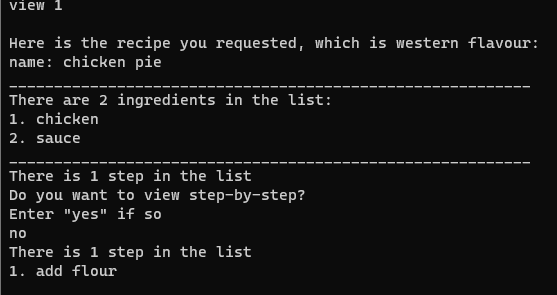 view 1
Here is the recipe you requested, which is western flavour:
name: chicken pie
__________________________________________________________
There are 2 ingredients in the list:
1. chicken
2. sauce
__________________________________________________________
There is 1 step in the list
Do you want to view step-by-step?
Enter "yes" if so
no
There is 1 step in the list
1. add flour